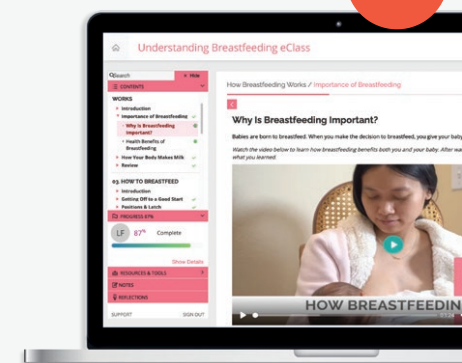 Understanding Breastfeeding eClass
Search
Hide
CONTENTS
WORKS
Introduction
Importance of Breastfeeding
Why Is Breastfeeding
Important?
Health Benefits of
Breastfeeding
How Your Body Makes Milk
Review
03. HOW TO BREASTFEED
Introduction
Getting Off to a Good Start
Positions & Latch
PROGRESS 87%
LF 87% Complete
Show Details
RESOURCES & TOOLS
NOTES
REFLECTIONS
SUPPORT SIGN OUT
How Breastfeeding Works / Importance of Breastfeeding
Why Is Breastfeeding Important?
Babies are born to breastfeed. When you make the decision to breastfeed, you give your baby
Watch the video below to learn how breastfeeding benefits both you and your baby. After wa
what you learned.
HOW BREASTFEEDIN